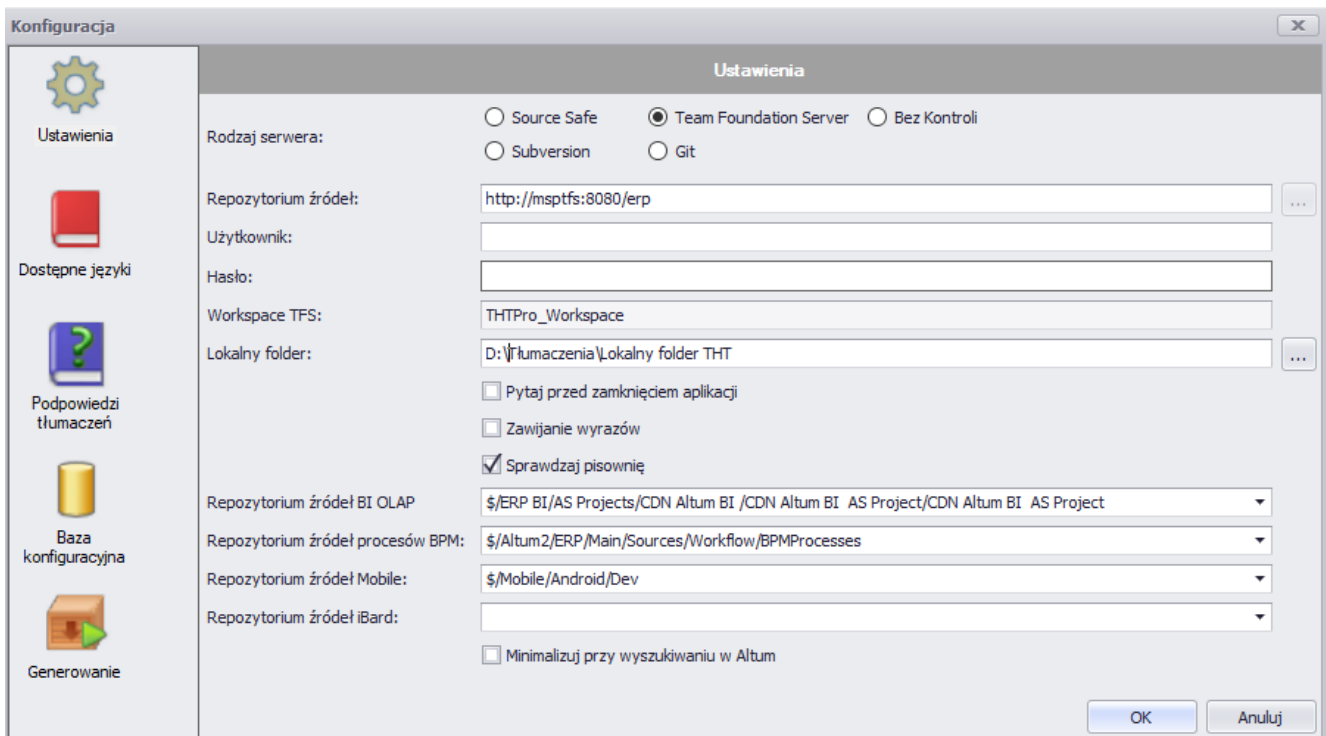 Konfiguracja
Ustawienia
Dostępne języki
Podpowiedzi
tłumaczeń
Baza
konfiguracyjna
Generowanie
Ustawienia
Rodzaj serwera:
Source Safe Team Foundation Server Bez Kontroli
Subversion Git
Repozytorium źródeł: http://msptfs:8080/erp ...
Użytkownik:
Hasło:
Workspace TFS: THTPro_Workspace
Lokalny folder: D:\Tłumaczenia\Lokalny folder THT ...
Pytaj przed zamknięciem aplikacji
Zawijanie wyrazów
Sprawdzaj pisownię
Repozytorium źródeł BI OLAP $/ERP BI/AS Projects/CDN Altum BI /CDN Altum BI AS Project/CDN Altum BI AS Project
Repozytorium źródeł procesów BPM: $/Altum2/ERP/Main/Sources/Workflow/BPMProcesses
Repozytorium źródeł Mobile: $/Mobile/Android/Dev
Repozytorium źródeł iBard:
Minimalizuj przy wyszukiwaniu w Altum
OK Anuluj